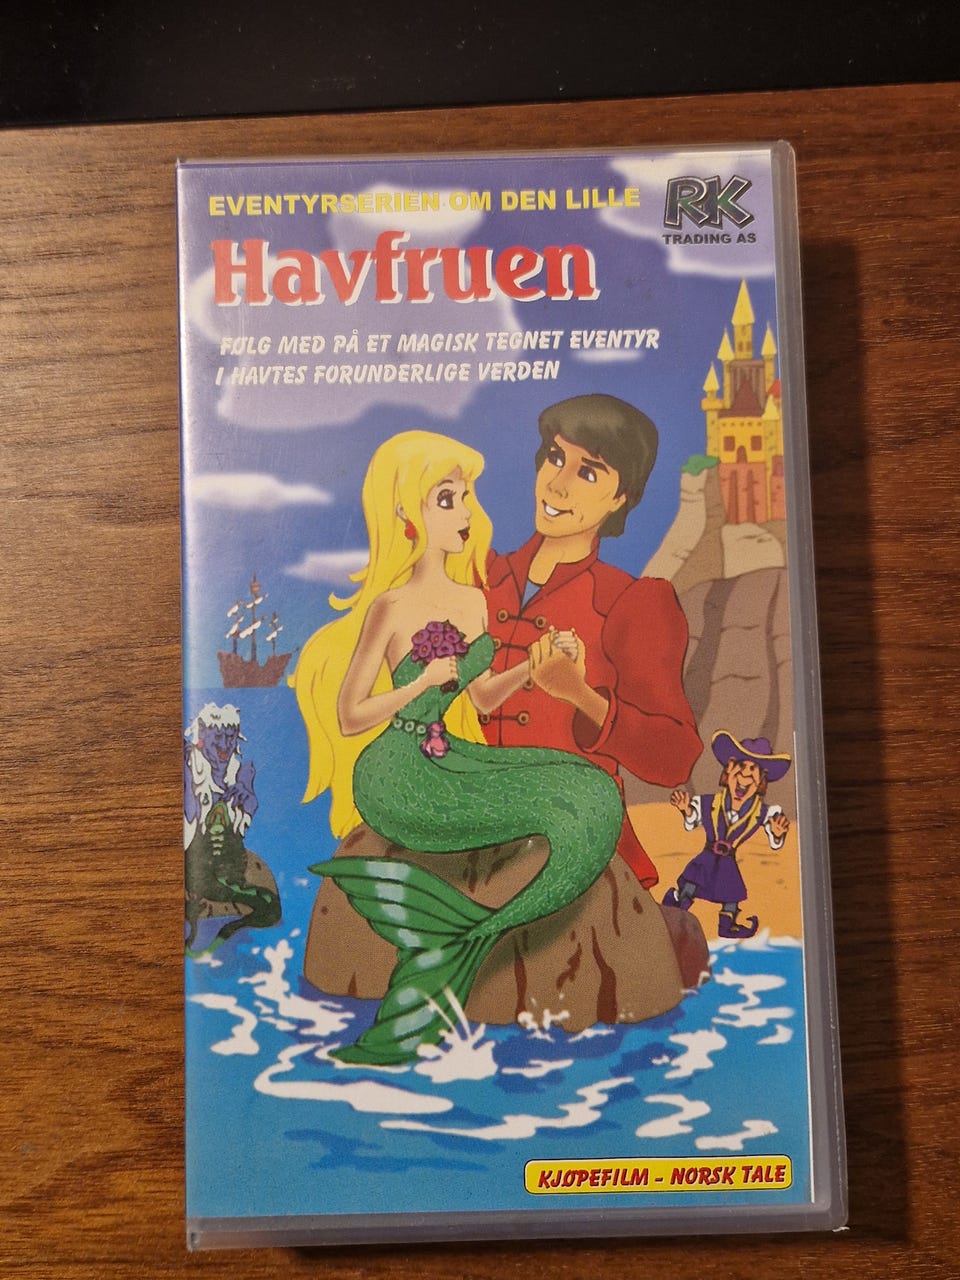 EVENTYRSERIEN OM DEN LILLE
RK
TRADING AS
Havfruen
FØLG MED PÅ ET MAGISK TEGNET EVENTYR
I HAVTES FORUNDERLIGE VERDEN
KJØPEFILM - NORSK TALE